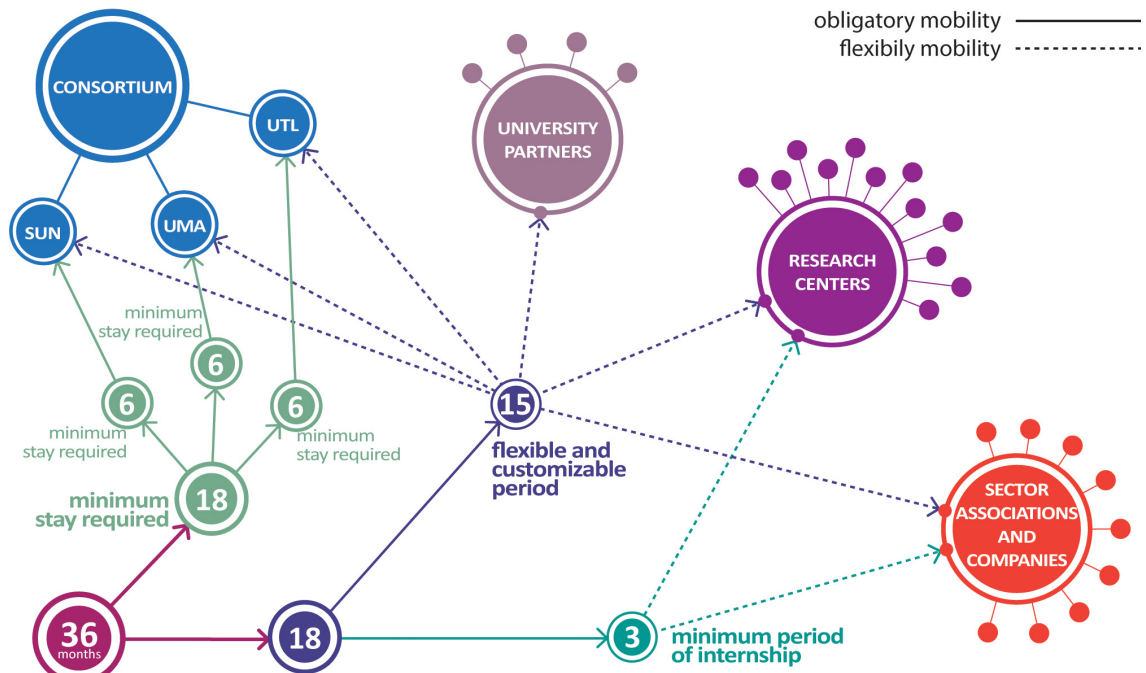 obligatory mobility
flexibily mobility
CONSORTIUM
UTL
SUN
UMA
UNIVERSITY
PARTNERS
RESEARCH
CENTERS
minimum
stay required
6
6
6
minimum
stay required
minimum
stay required
15
flexible and
customizable
period
18
minimum
stay required
SECTOR
ASSOCIATIONS
AND
COMPANIES
36
months
18
3
minimum period
of internship